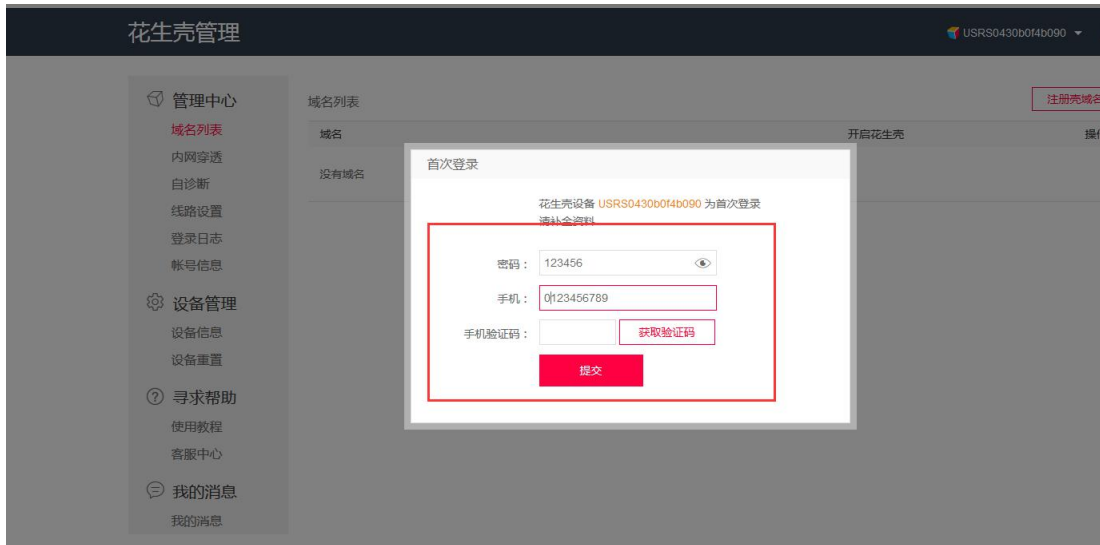 花生壳管理
USRS0430b0f4b090
管理中心
域名列表
内网穿透
自诊断
线路设置
登录日志
帐号信息
设备管理
设备信息
设备重置
寻求帮助
使用教程
客服中心
我的消息
我的消息
域名列表
注册壳域名
域名
开启花生壳
没有域名
首次登录
花生壳设备 USRS0430b0f4b090 为首次登录
请补全资料
密码： 123456
手机： 0123456789
手机验证码： 获取验证码
提交